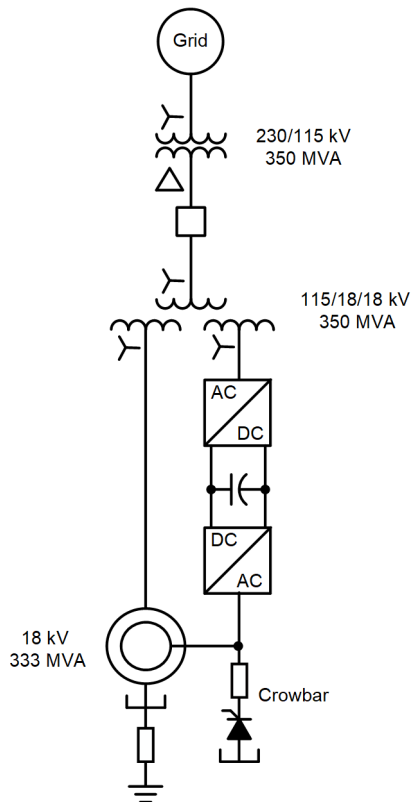 Grid
230/115 kV
350 MVA
115/18/18 kV
350 MVA
AC
DC
DC
AC
18 kV
333 MVA
Crowbar